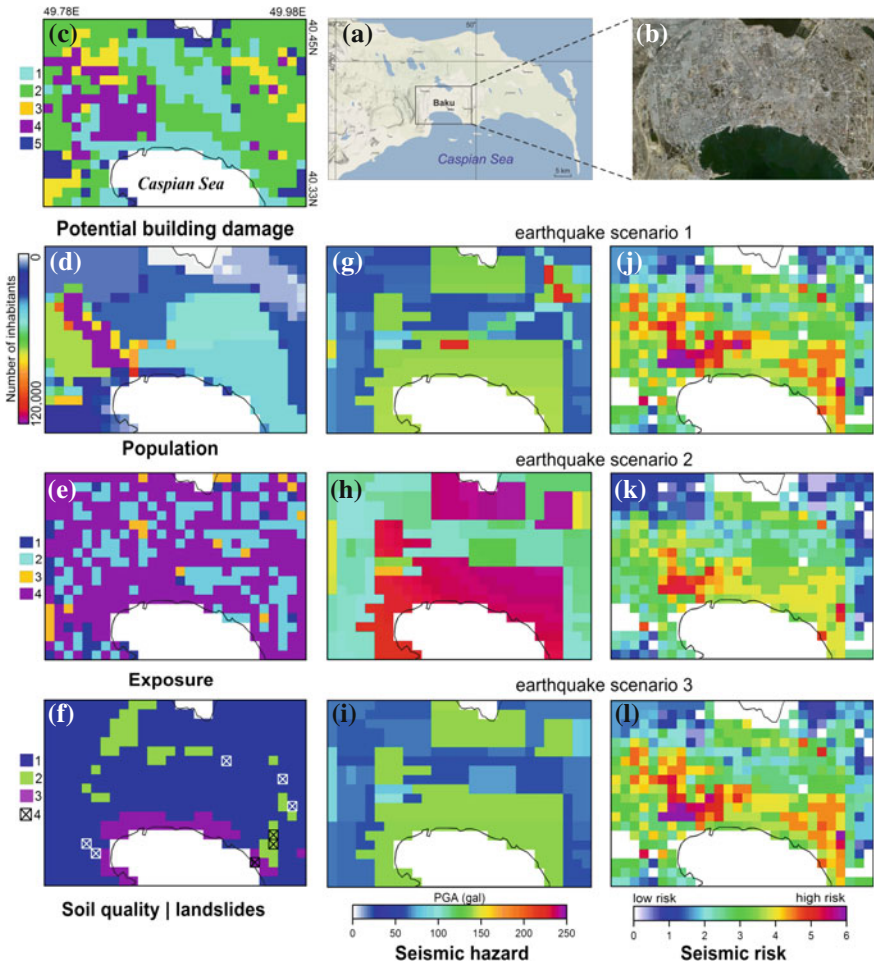 49.78E
49.98E
(c)
40.45N
40.33N
1
2
3
4
5
Caspian Sea
Potential building damage
(a)
50°
Baku
Caspian Sea
5 km
(b)
(d)
Number of inhabitants
0
120,000
Population
earthquake scenario 1
(g)
(j)
(e)
1
2
3
4
Exposure
earthquake scenario 2
(h)
(k)
(f)
1
2
3
4
Soil quality | landslides
earthquake scenario 3
(i)
(l)
PGA (gal)
0 50 100 150 200 250
Seismic hazard
low risk high risk
0 1 2 3 4 5 6
Seismic risk